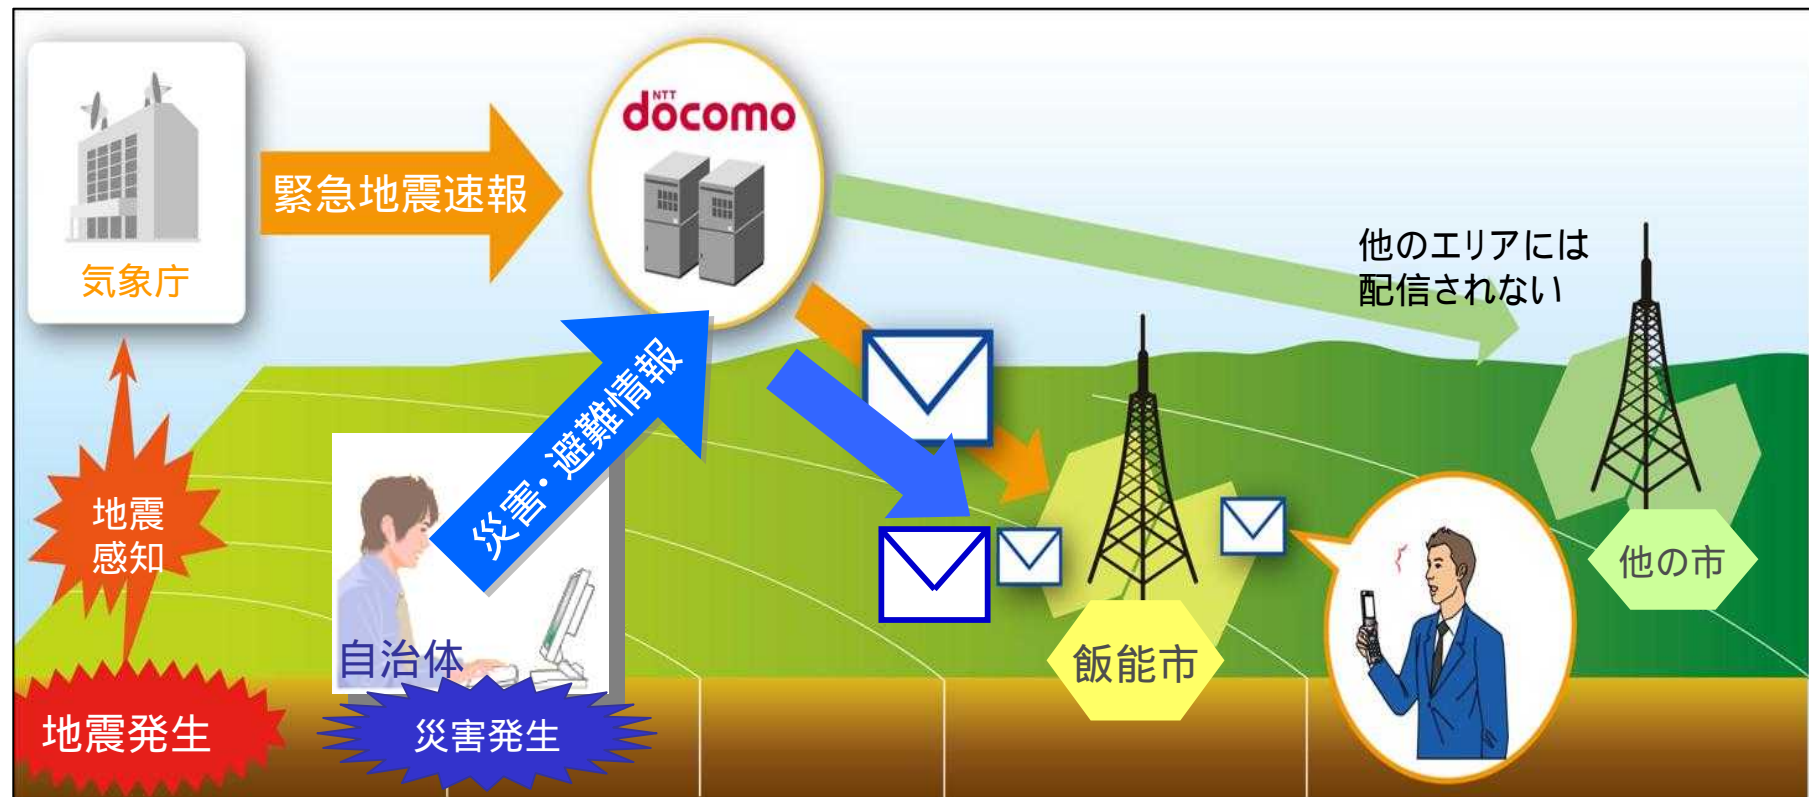 気象庁
緊急地震速報
NTT
docomo
他のエリアには
配信されない
災害・避難情報
地震
感知
自治体
地震発生
災害発生
飯能市
他の市